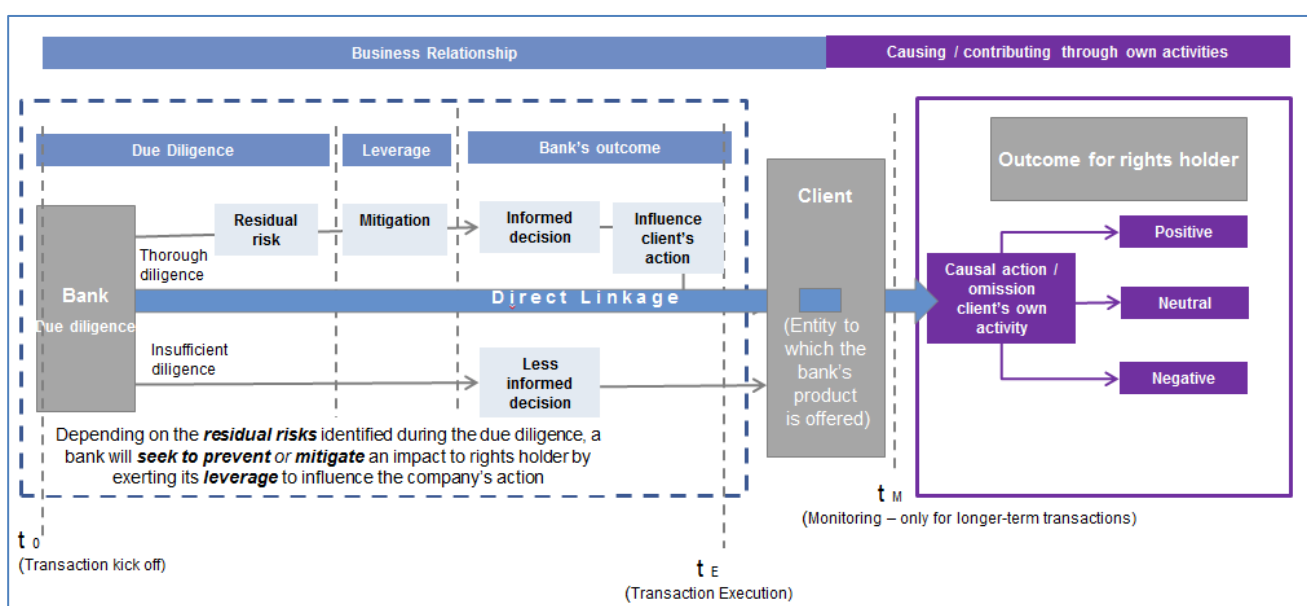 Business Relationship
Causing / contributing through own activities
Due Diligence
Leverage
Bank's outcome
Outcome for rights holder
Client
Residual
risk
Mitigation
Informed
decision
Influence
client's
action
Thorough
diligence
Bank
Due diligence
Direct Linkage
Insufficient
diligence
Less
informed
decision
(Entity to
which the
bank's
product
is offered)
Causal action /
omission
client's own
activity
Positive
Neutral
Negative
Depending on the residual risks identified during the due diligence, a
bank will seek to prevent or mitigate an impact to rights holder by
exerting its leverage to influence the company's action
t M
(Monitoring – only for longer-term transactions)
t 0
(Transaction kick off)
t E
(Transaction Execution)